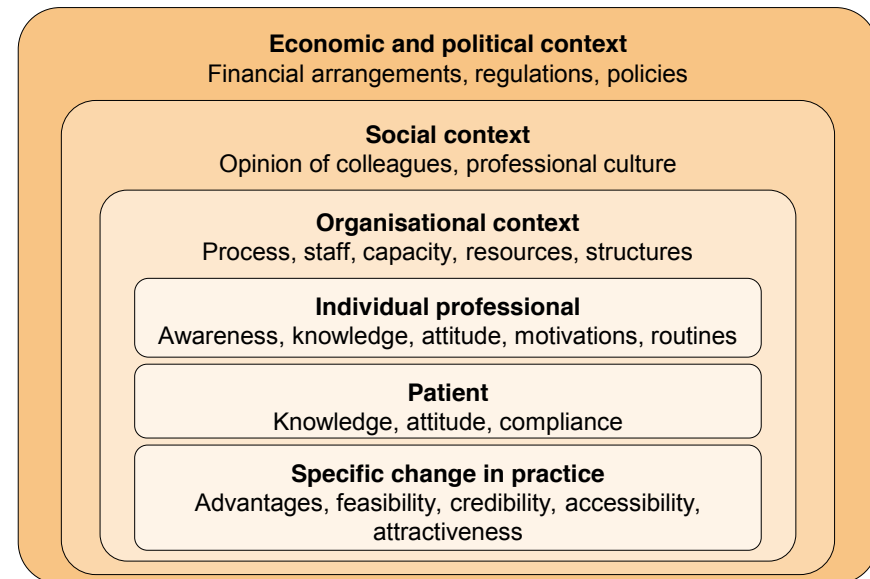 Economic and political context
Financial arrangements, regulations, policies
Social context
Opinion of colleagues, professional culture
Organisational context
Process, staff, capacity, resources, structures
Individual professional
Awareness, knowledge, attitude, motivations, routines
Patient
Knowledge, attitude, compliance
Specific change in practice
Advantages, feasibility, credibility, accessibility,
attractiveness